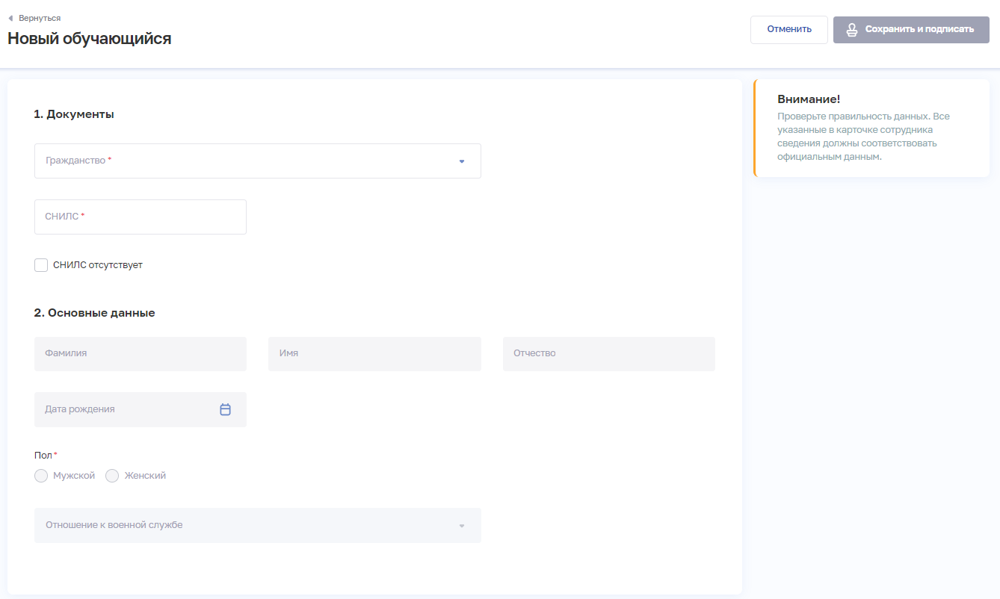 Вернуться
Новый обучающийся
Отменить
Сохранить и подписать
1. Документы
Гражданство *
СНИЛС *
СНИЛС отсутствует
2. Основные данные
Фамилия
Имя
Отчество
Дата рождения
Пол *
Мужской
Женский
Отношение к военной службе
Внимание!
Проверьте правильность данных. Все
указанные в карточке сотрудника
сведения должны соответствовать
официальным данным.